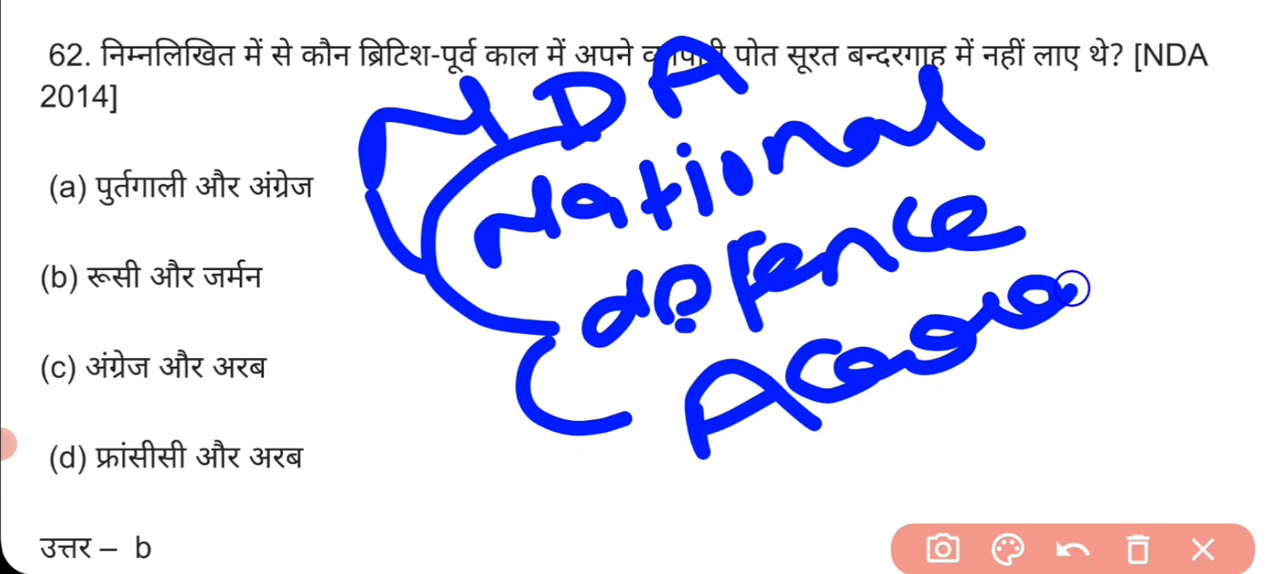 62. निम्नलिखित में से कौन ब्रिटिश-पूर्व काल में अपने व्यापारी पोत सूरत बन्दरगाह में नहीं लाए थे? [NDA
2014]
NDA
National
(a) पुर्तगाली और अंग्रेज
defence
(b) रूसी और जर्मन
(c) अंग्रेज और अरब
(d) फ्रांसीसी और अरब
उत्तर – b